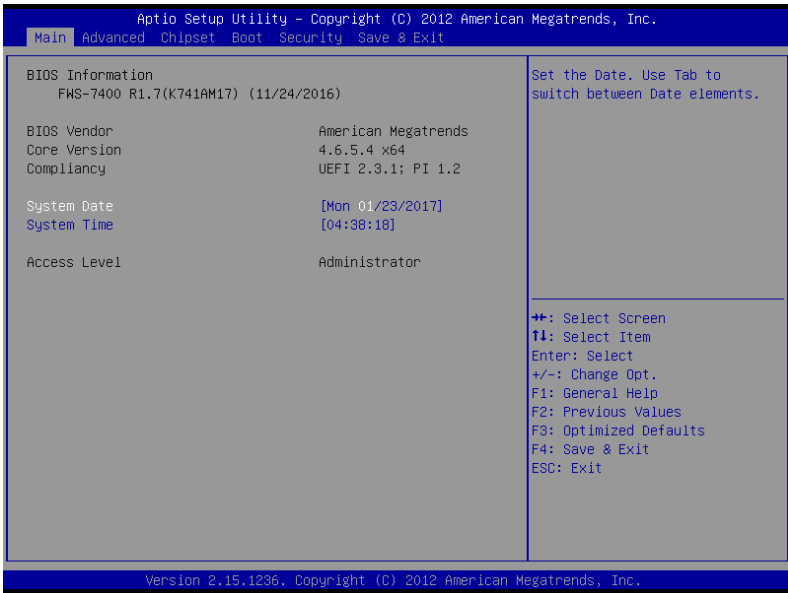 Aptio Setup Utility – Copyright (C) 2012 American Megatrends, Inc.
Main Advanced Chipset Boot Security Save & Exit
BIOS Information
FWS-7400 R1.7(K741AM17) (11/24/2016)
BIOS Vendor American Megatrends
Core Version 4.6.5.4 x64
Compliancy UEFI 2.3.1; PI 1.2
System Date [Mon 01/23/2017]
System Time [04:38:18]
Access Level Administrator
Set the Date. Use Tab to
switch between Date elements.
→←: Select Screen
↑↓: Select Item
Enter: Select
+/-: Change Opt.
F1: General Help
F2: Previous Values
F3: Optimized Defaults
F4: Save & Exit
ESC: Exit
Version 2.15.1236. Copyright (C) 2012 American Megatrends, Inc.